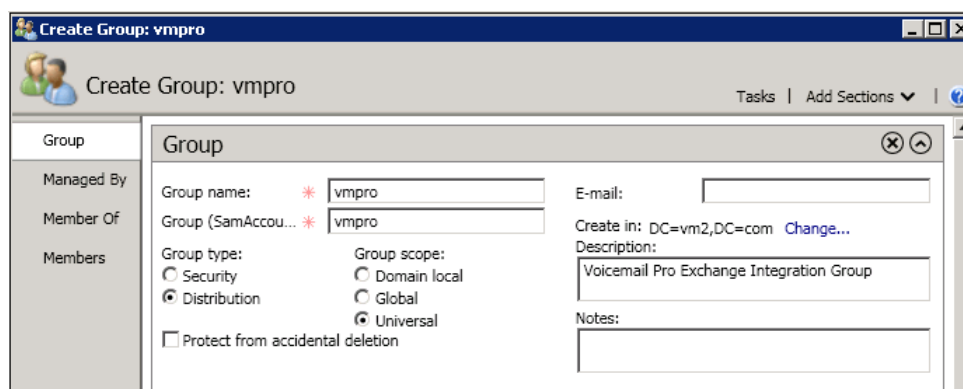 Create Group: vmpro
Create Group: vmpro
Tasks | Add Sections |
Group
Managed By
Member Of
Members
Group
Group name: * vmpro
Group (SamAccou... * vmpro
Group type:
Security
Distribution
Group scope:
Domain local
Global
Universal
Protect from accidental deletion
E-mail:
Create in: DC=vm2,DC=com Change...
Description:
Voicemail Pro Exchange Integration Group
Notes: